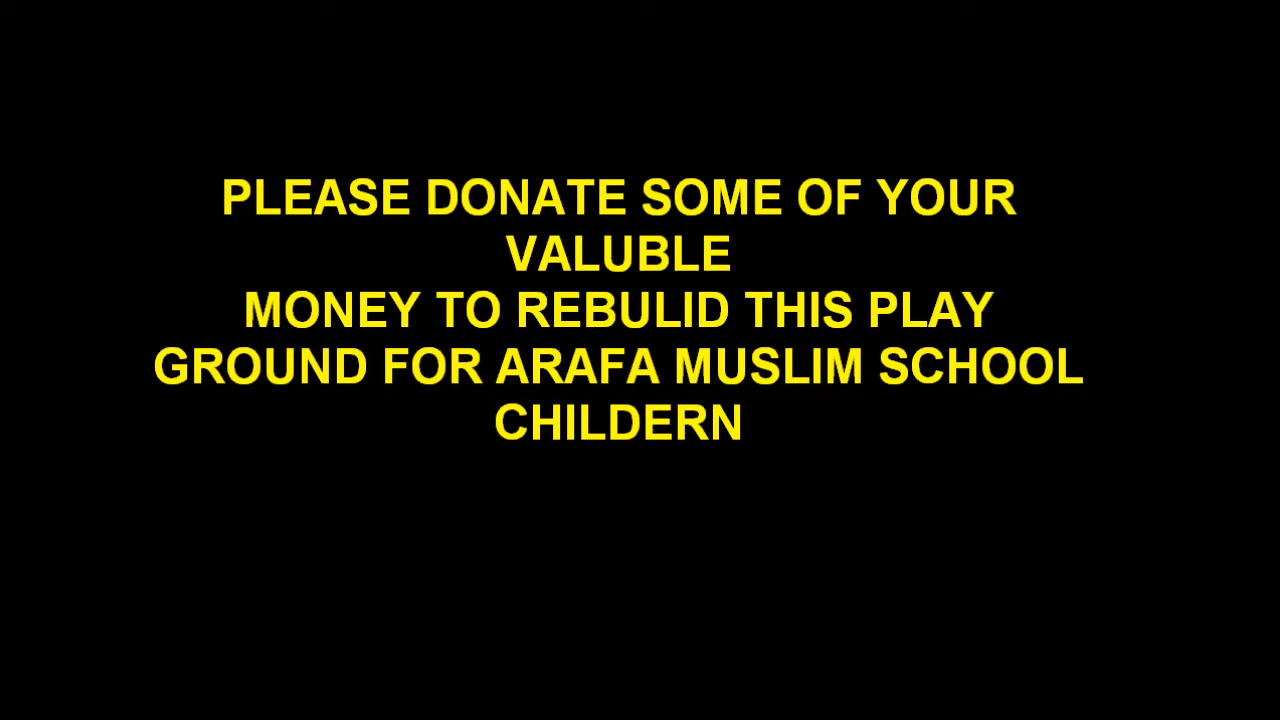 PLEASE DONATE SOME OF YOUR
VALUBLE
MONEY TO REBULID THIS PLAY
GROUND FOR ARAFA MUSLIM SCHOOL
CHILDERN